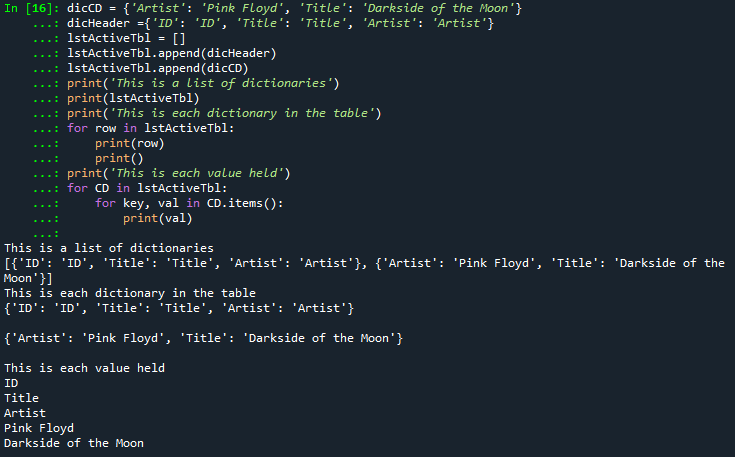 In [16]: dicCD = {'Artist': 'Pink Floyd', 'Title': 'Darkside of the Moon'}
    ...: dicHeader ={'ID': 'ID', 'Title': 'Title', 'Artist': 'Artist'}
    ...: lstActiveTbl = []
    ...: lstActiveTbl.append(dicHeader)
    ...: lstActiveTbl.append(dicCD)
    ...: print('This is a list of dictionaries')
    ...: print(lstActiveTbl)
    ...: print('This is each dictionary in the table')
    ...: for row in lstActiveTbl:
    ...:     print(row)
    ...:     print()
    ...: print('This is each value held')
    ...: for CD in lstActiveTbl:
    ...:     for key, val in CD.items():
    ...:         print(val)
    ...:
This is a list of dictionaries
[{'ID': 'ID', 'Title': 'Title', 'Artist': 'Artist'}, {'Artist': 'Pink Floyd', 'Title': 'Darkside of the
Moon'}]
This is each dictionary in the table
{'ID': 'ID', 'Title': 'Title', 'Artist': 'Artist'}

{'Artist': 'Pink Floyd', 'Title': 'Darkside of the Moon'}

This is each value held
ID
Title
Artist
Pink Floyd
Darkside of the Moon